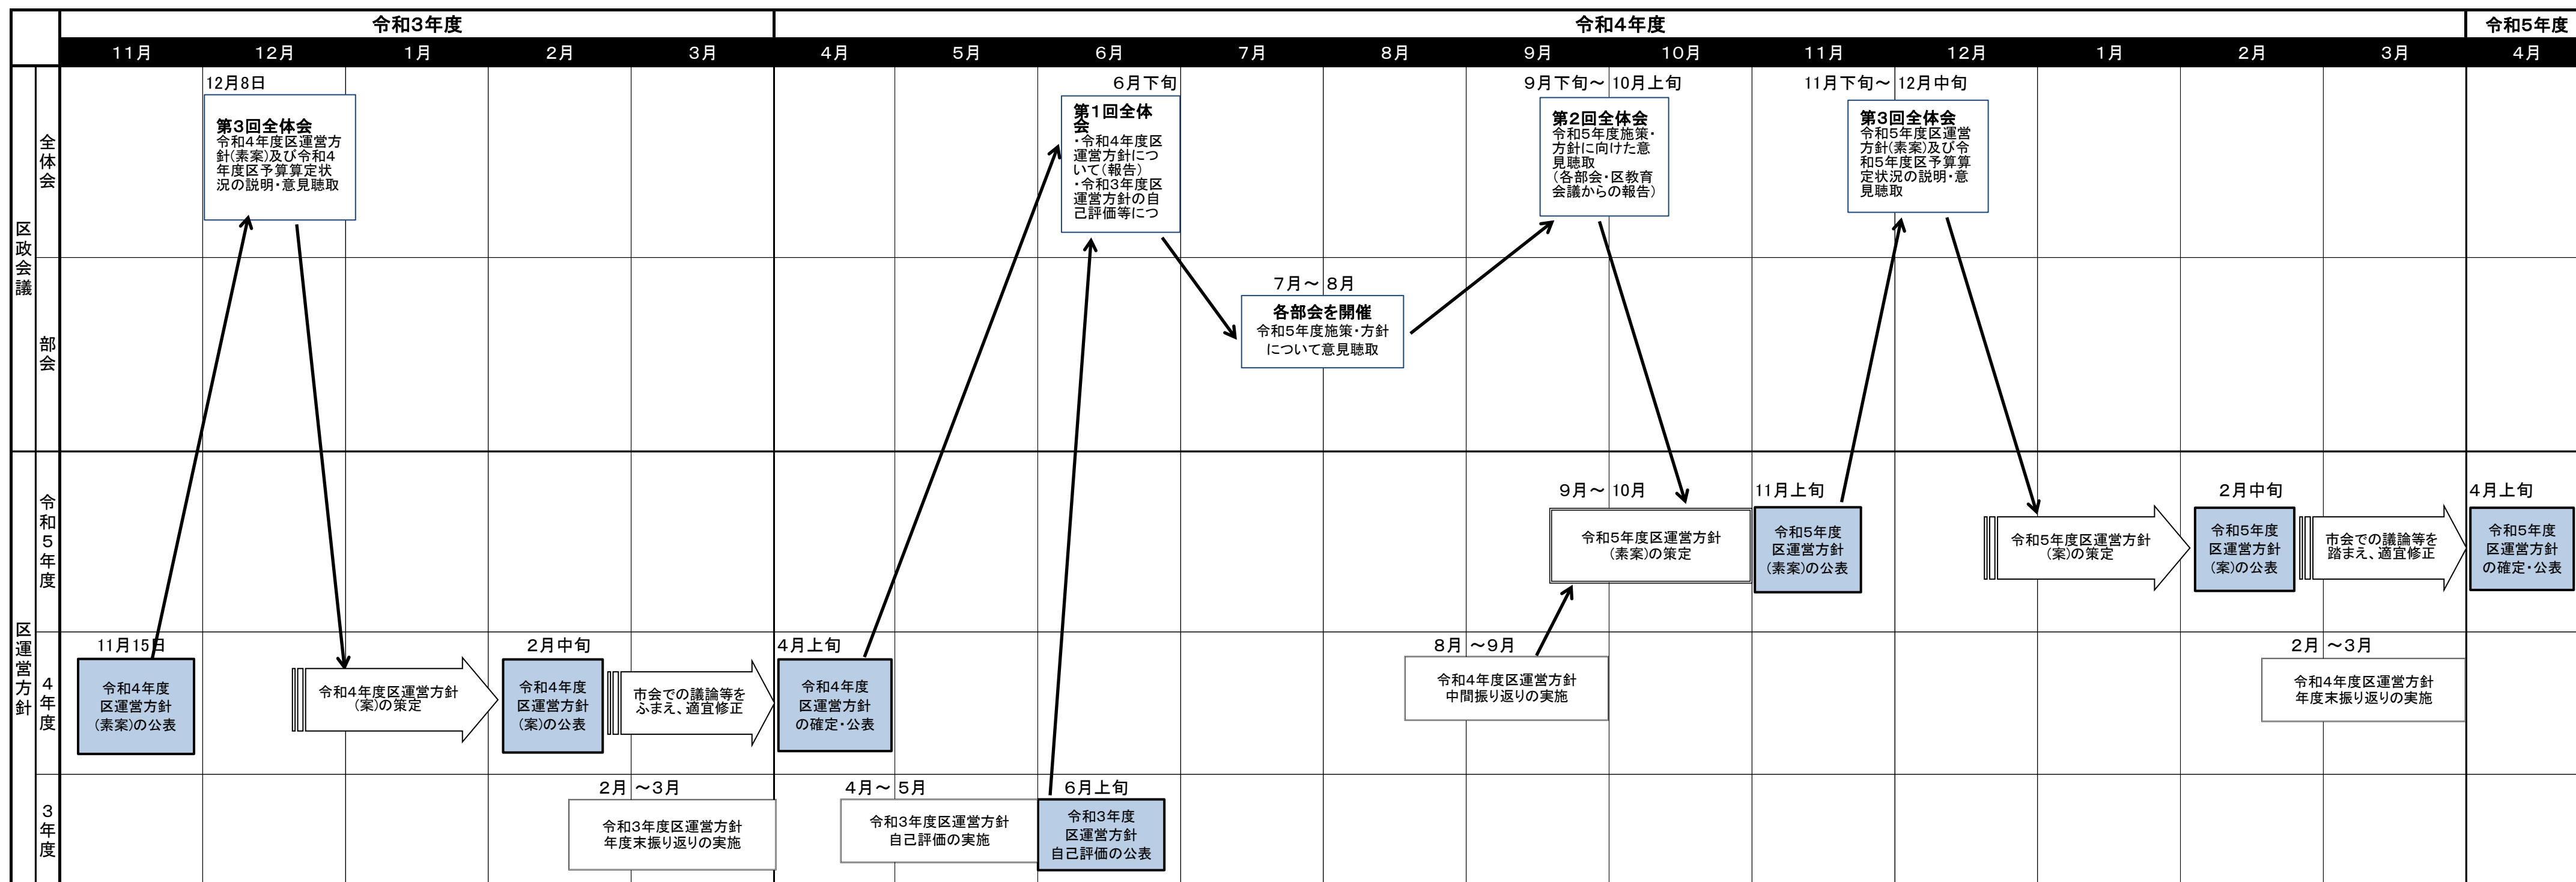 令和3年度
令和4年度
令和5年度
11月
12月
1月
2月
3月
4月
5月
6月
7月
8月
9月
10月
11月
12月
1月
2月
3月
4月
区政会議
全体会
12月8日
第3回全体会
令和4年度区運営方
針(素案)及び令和4
年度区予算算定状
況の説明・意見聴取
6月下旬
第1回全体
会
・令和4年度区
運営方針につ
いて(報告)
・令和3年度区
運営方針の自
己評価等につ
9月下旬～10月上旬
第2回全体会
令和5年度施策・
方針に向けた意
見聴取
(各部会・区教育
会議からの報告)
11月下旬～12月中旬
第3回全体会
令和5年度区運営
方針(素案)及び令
和5年度区予算算
定状況の説明・意
見聴取
部会
7月～8月
各部会を開催
令和5年度施策・方針
について意見聴取
区運営方針
令和5年度
9月～10月
令和5年度区運営方針
(素案)の策定
11月上旬
令和5年度
区運営方針
(素案)の公表
令和5年度区運営方針
(案)の策定
2月中旬
令和5年度
区運営方針
(案)の公表
市会での議論等を
踏まえ、適宜修正
4月上旬
令和5年度
区運営方針
の確定・公表
4年度
11月15日
令和4年度
区運営方針
(素案)の公表
令和4年度区運営方針
(案)の策定
2月中旬
令和4年度
区運営方針
(案)の公表
市会での議論等を
ふまえ、適宜修正
4月上旬
令和4年度
区運営方針
の確定・公表
8月～9月
令和4年度区運営方針
中間振り返りの実施
2月～3月
令和4年度区運営方針
年度末振り返りの実施
3年度
2月～3月
令和3年度区運営方針
年度末振り返りの実施
4月～5月
令和3年度区運営方針
自己評価の実施
6月上旬
令和3年度
区運営方針
自己評価の公表